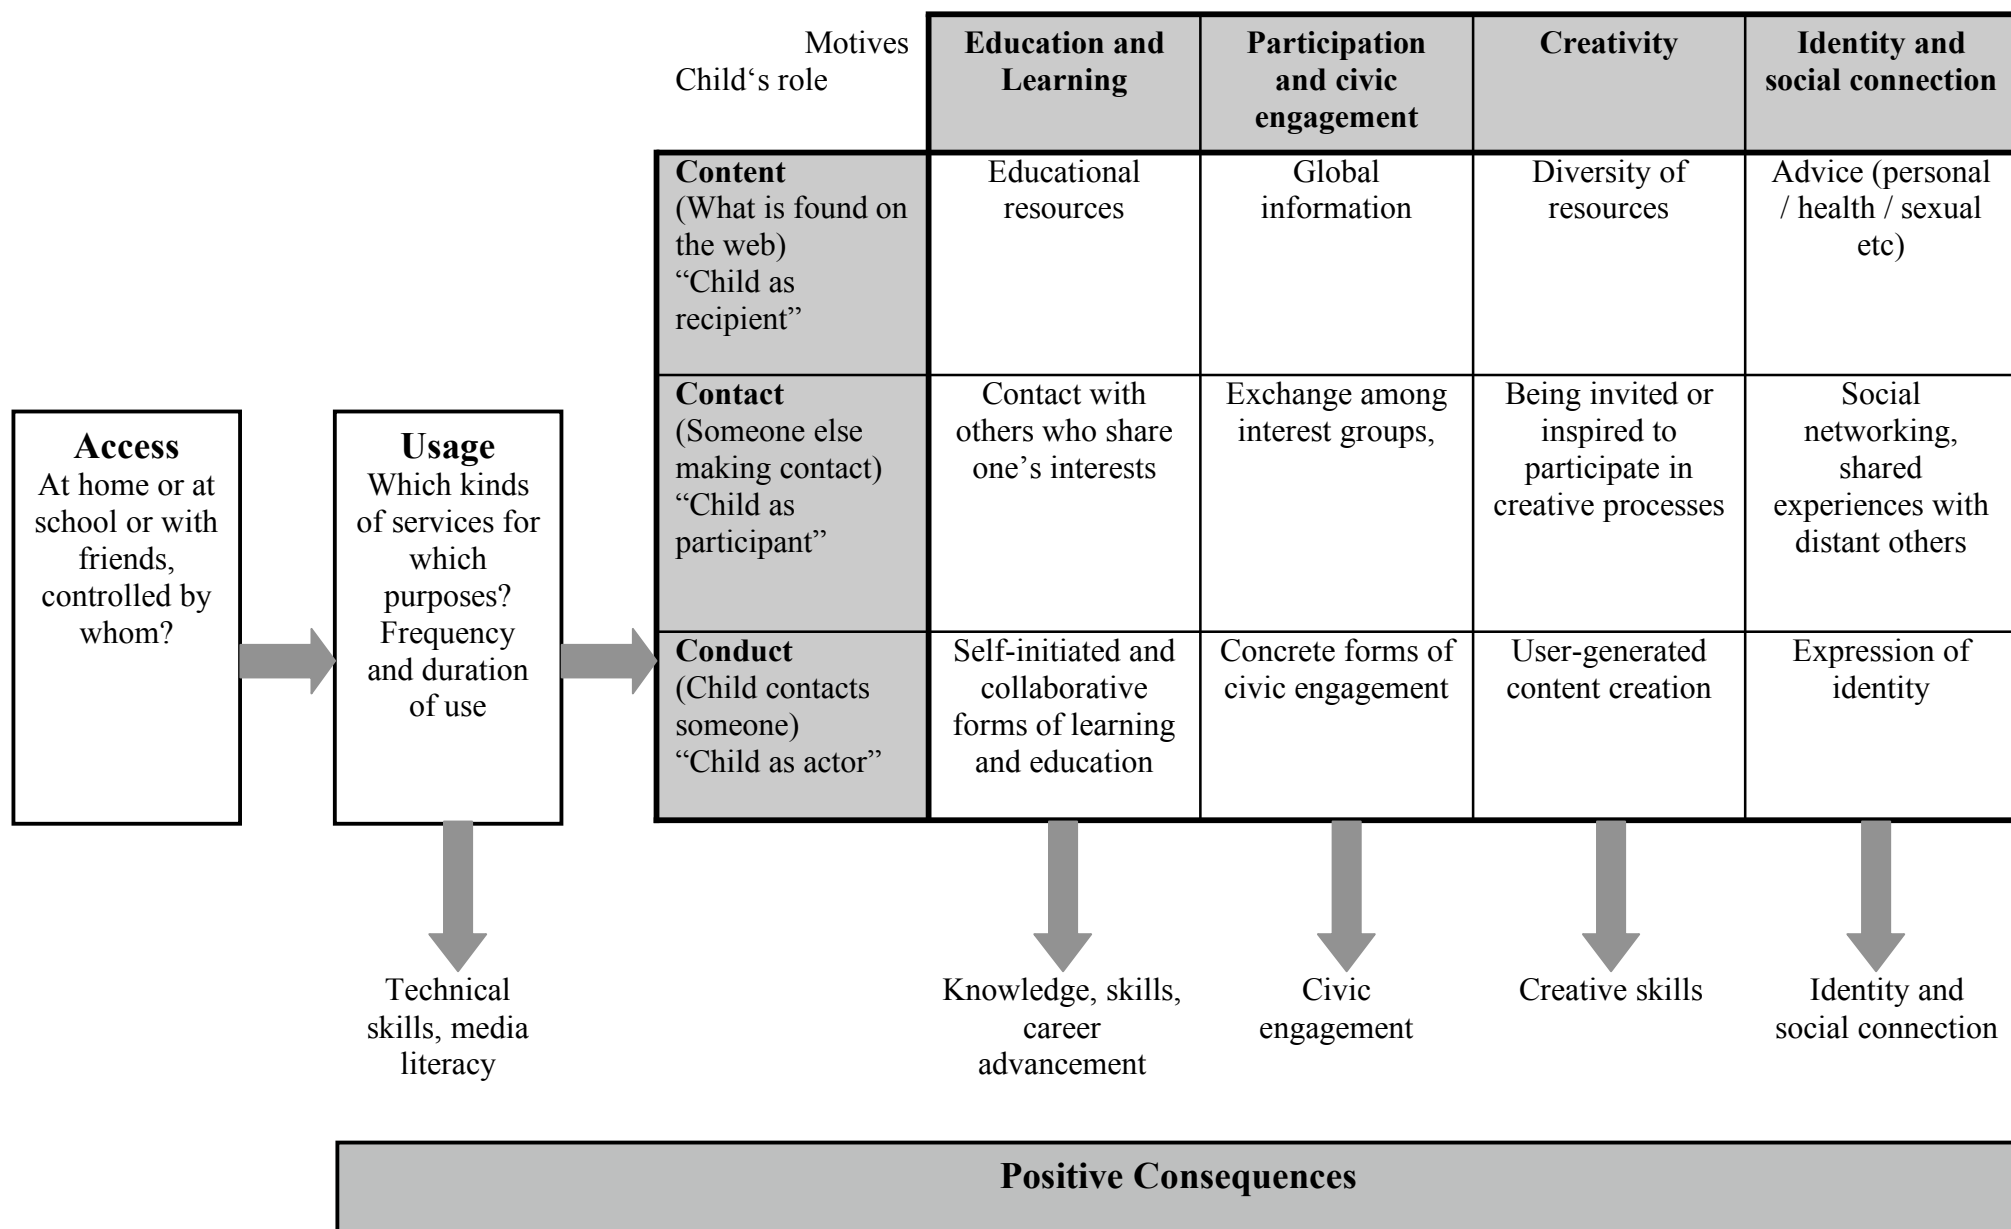 Motives
Child‘s role
Education and
Learning
Participation
and civic
engagement
Creativity
Identity and
social connection
Content
(What is found on
the web)
“Child as
recipient”
Educational
resources
Global
information
Diversity of
resources
Advice (personal
/ health / sexual
etc)
Access
At home or at
school or with
friends,
controlled by
whom?
Usage
Which kinds
of services for
which
purposes?
Frequency
and duration
of use
Contact
(Someone else
making contact)
“Child as
participant”
Contact with
others who share
one’s interests
Exchange among
interest groups,
Being invited or
inspired to
participate in
creative processes
Social
networking,
shared
experiences with
distant others
Conduct
(Child contacts
someone)
“Child as actor”
Self-initiated and
collaborative
forms of learning
and education
Concrete forms of
civic engagement
User-generated
content creation
Expression of
identity
Technical
skills, media
literacy
Knowledge, skills,
career
advancement
Civic
engagement
Creative skills
Identity and
social connection
Positive Consequences